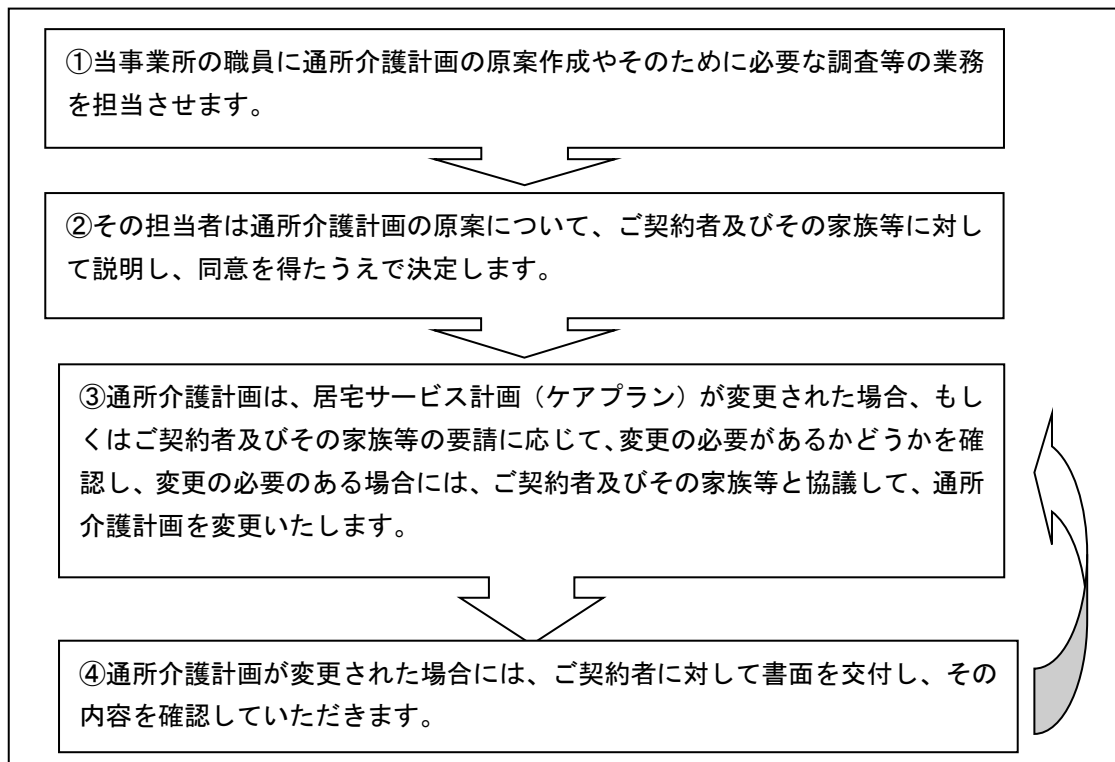 ①当事業所の職員に通所介護計画の原案作成やそのために必要な調査等の業務
を担当させます。
②その担当者は通所介護計画の原案について、ご契約者及びその家族等に対し
て説明し、同意を得たうえで決定します。
③通所介護計画は、居宅サービス計画（ケアプラン）が変更された場合、もし
くはご契約者及びその家族等の要請に応じて、変更の必要があるかどうかを確
認し、変更の必要のある場合には、ご契約者及びその家族等と協議して、通所
介護計画を変更いたします。
④通所介護計画が変更された場合には、ご契約者に対して書面を交付し、その
内容を確認していただきます。